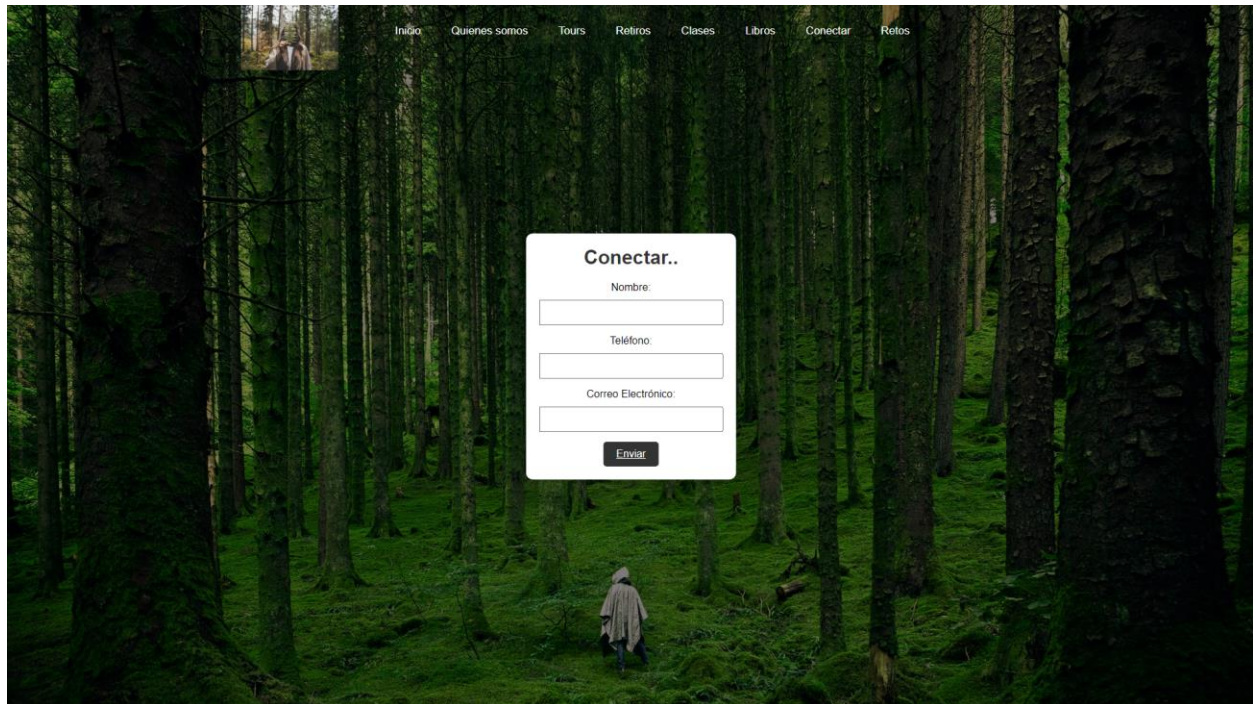 Inicio Quienes somos Tours Retiros Clases Libros Conectar Retos
Conectar..
Nombre:
Teléfono:
Correo Electrónico:
Enviar